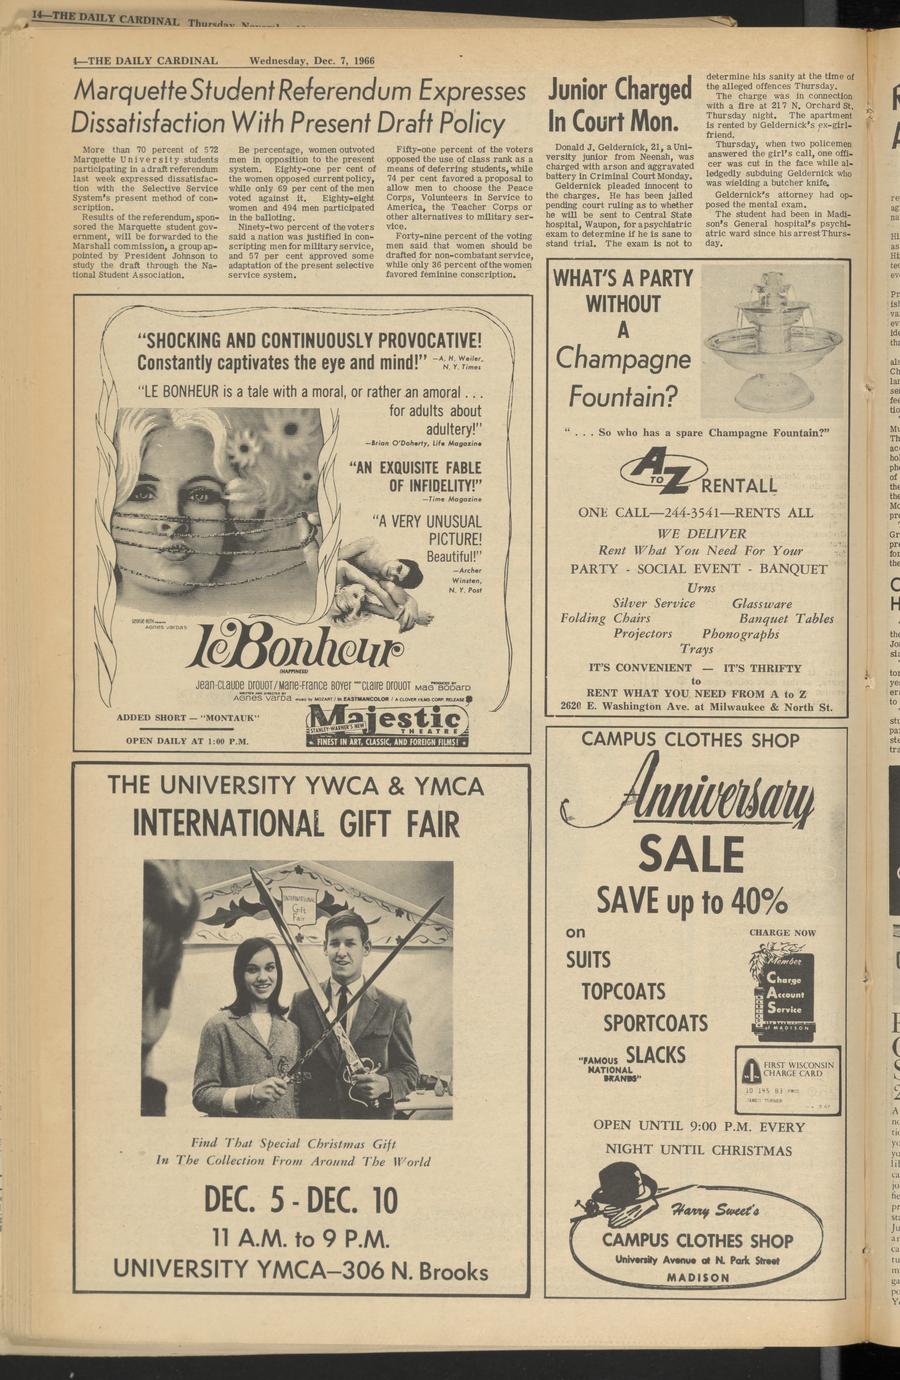 14—THE DAILY CARDINAL Thursday
4—THE DAILY CARDINAL Wednesday, Dec. 7, 1966
Marquette Student Referendum Expresses
Dissatisfaction With Present Draft Policy
More than 70 percent of 572
Marquette University students
participating in a draft referendum
last week expressed dissatisfac-
tion with the Selective Service
System's present method of con-
scription.
Results of the referendum, spon-
sored the Marquette student gov-
ernment, will be forwarded to the
Marshall commission, a group ap-
pointed by President Johnson to
study the draft through the Na-
tional Student Association.
Be percentage, women outvoted
men in opposition to the present
system. Eighty-one per cent of
the women opposed current policy,
while only 69 per cent of the men
voted against it. Eighty-eight
women and 494 men participated
in the balloting.
Ninety-two percent of the voters
said a nation was justified in con-
scripting men for military service,
and 57 per cent approved some
adaptation of the present selective
service system.
Fifty-one percent of the voters
opposed the use of class rank as a
means of deferring students, while
74 per cent favored a proposal to
allow men to choose the Peace
Corps, Volunteers in Service to
America, the Teacher Corps or
other alternatives to military ser-
vice.
Forty-nine percent of the voting
men said that women should be
drafted for non-combatant service,
while only 36 percent of the women
favored feminine conscription.
Junior Charged
In Court Mon.
Donald J. Geldernick, 21, a Uni-
versity junior from Neenah, was
charged with arson and aggravated
battery in Criminal Court Monday.
Geldernick pleaded innocent to
the charges. He has been jailed
pending court ruling as to whether
he will be sent to Central State
hospital, Waupon, for a psychiatric
exam to determine if he is sane to
stand trial. The exam is not to
determine his sanity at the time of
the alleged offences Thursday.
The charge was in connection
with a fire at 217 N. Orchard St.
Thursday night. The apartment
is rented by Geldernick's ex-girl-
friend.
Thursday, when two policemen
answered the girl's call, one offi-
cer was cut in the face while al-
ledgedly subduing Geldernick who
was wielding a butcher knife.
Geldernick's attorney had op-
posed the mental exam.
The student had been in Madi-
son's General hospital's psychi-
atric ward since his arrest Thurs-
day.
"SHOCKING AND CONTINUOUSLY PROVOCATIVE!
Constantly captivates the eye and mind!" —A. H. Weiler,
N. Y. Times
"LE BONHEUR is a tale with a moral, or rather an amoral . . .
for adults about
adultery!"
—Brian O'Doherty, Life Magazine
"AN EXQUISITE FABLE
OF INFIDELITY!"
—Time Magazine
"A VERY UNUSUAL
PICTURE!
Beautiful!"
—Archer
Winsten,
N. Y. Post
AGNES VARDA'S
le Bonheur
(HAPPINESS)
JEAN-CLAUDE DROUOT / MARIE-FRANCE BOYER AND CLAIRE DROUOT PRODUCED BY MAG BODARD
WRITTEN AND DIRECTED BY AGNES VARDA MUSIC BY MOZART / IN EASTMANCOLOR / A CLOVER FILMS CORP. RELEASE
ADDED SHORT — "MONTAUK"
OPEN DAILY AT 1:00 P.M.
Majestic
STANLEY-WARNER'S NEW THEATRE
FINEST IN ART, CLASSIC, AND FOREIGN FILMS!
WHAT'S A PARTY
WITHOUT
A
Champagne
Fountain?
" . . . So who has a spare Champagne Fountain?"
A TO Z RENTALL
ONE CALL—244-3541—RENTS ALL
WE DELIVER
Rent What You Need For Your
PARTY - SOCIAL EVENT - BANQUET
Urns
Silver Service Glassware
Folding Chairs Banquet Tables
Projectors Phonographs
Trays
IT'S CONVENIENT — IT'S THRIFTY
to
RENT WHAT YOU NEED FROM A to Z
2620 E. Washington Ave. at Milwaukee & North St.
THE UNIVERSITY YWCA & YMCA
INTERNATIONAL GIFT FAIR
INTERNATIONAL
Gift
Fair
Find That Special Christmas Gift
In The Collection From Around The World
DEC. 5 - DEC. 10
11 A.M. to 9 P.M.
UNIVERSITY YMCA—306 N. Brooks
CAMPUS CLOTHES SHOP
Anniversary
SALE
SAVE up to 40%
on
SUITS
TOPCOATS
SPORTCOATS
"FAMOUS SLACKS
NATIONAL
BRANDS"
CHARGE NOW
Member
Charge
Account
Service
of MADISON
FIRST WISCONSIN
CHARGE CARD
OPEN UNTIL 9:00 P.M. EVERY
NIGHT UNTIL CHRISTMAS
Harry Sweet's
CAMPUS CLOTHES SHOP
University Avenue at N. Park Street
MADISON